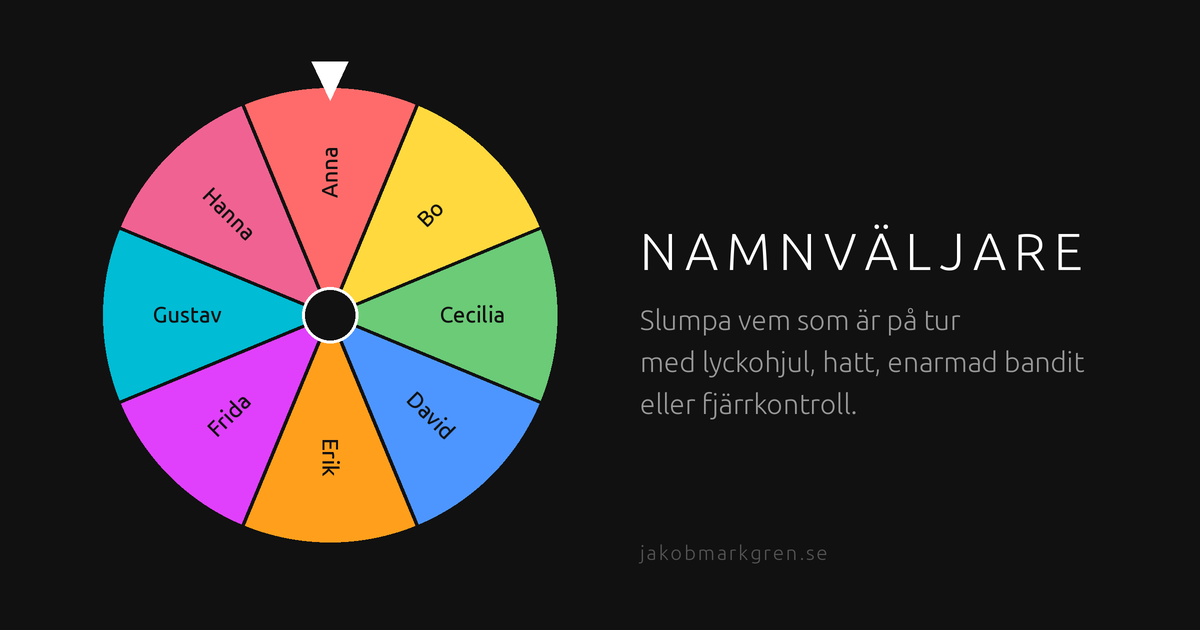 Anna
Bo
Cecilia
David
Erik
Frida
Gustav
Hanna
NAMNVÄLJARE
Slumpa vem som är på tur
med lyckohjul, hatt, enarmad bandit
eller fjärrkontroll.
jakobmarkgren.se